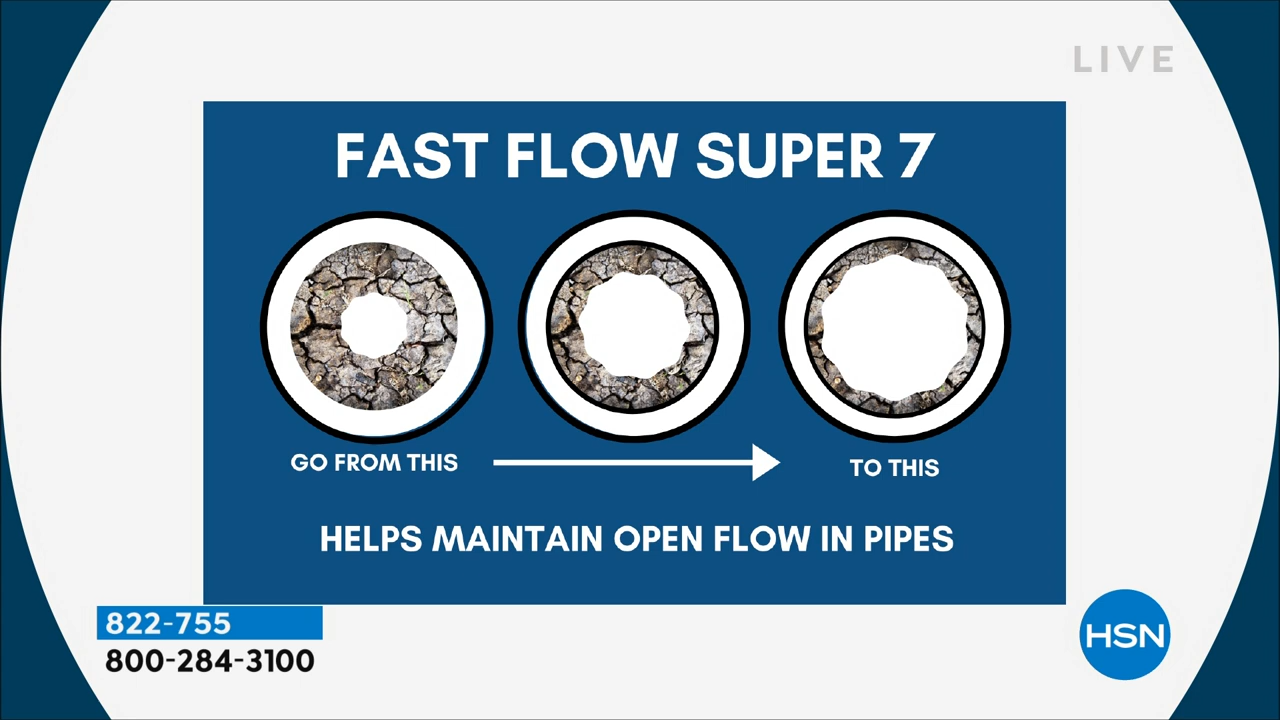 LIVE
FAST FLOW SUPER 7
GO FROM THIS
TO THIS
HELPS MAINTAIN OPEN FLOW IN PIPES
822-755
800-284-3100
HSN